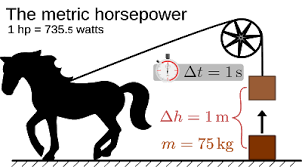 The metric horsepower
1 hp = 735.5 watts
Δt = 1 s
Δh = 1 m
m = 75 kg